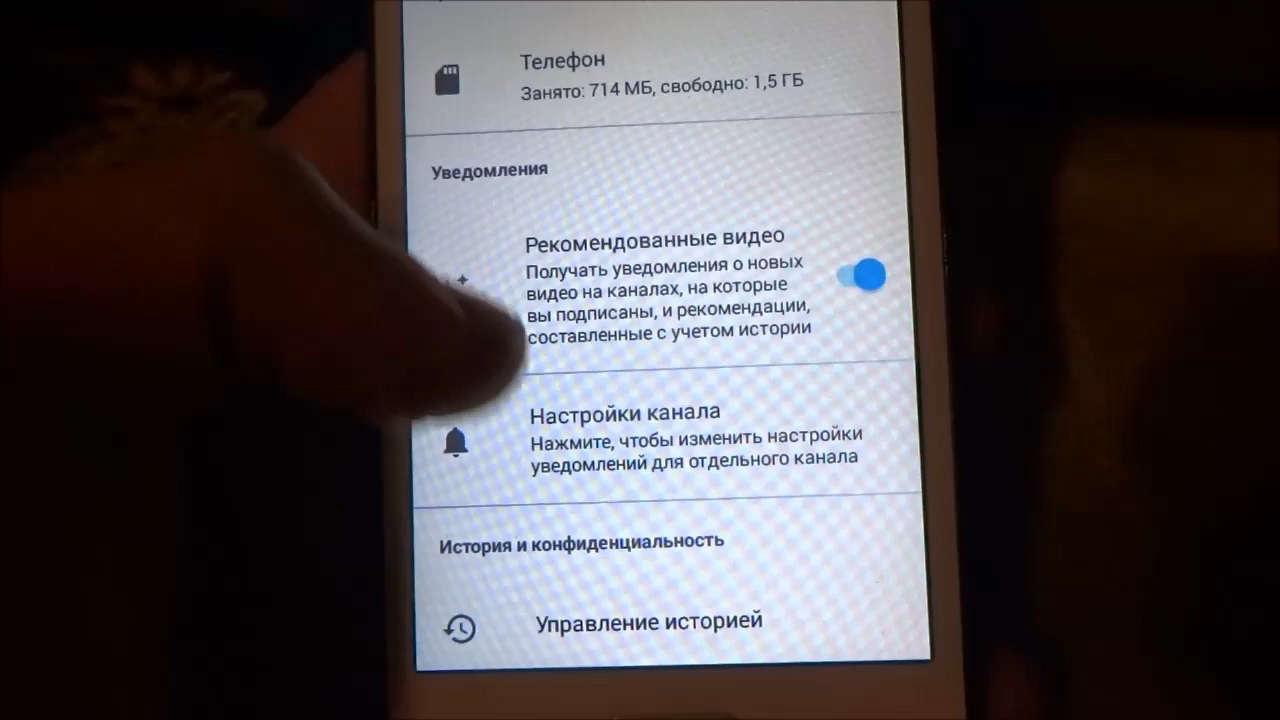 Телефон
Занято: 714 МБ, свободно: 1,5 ГБ
Уведомления
Рекомендованные видео
Получать уведомления о новых
видео на каналах, на которые
вы подписаны, и рекомендации,
составленные с учетом истории
Настройки канала
Нажмите, чтобы изменить настройки
уведомлений для отдельного канала
История и конфиденциальность
Управление историей